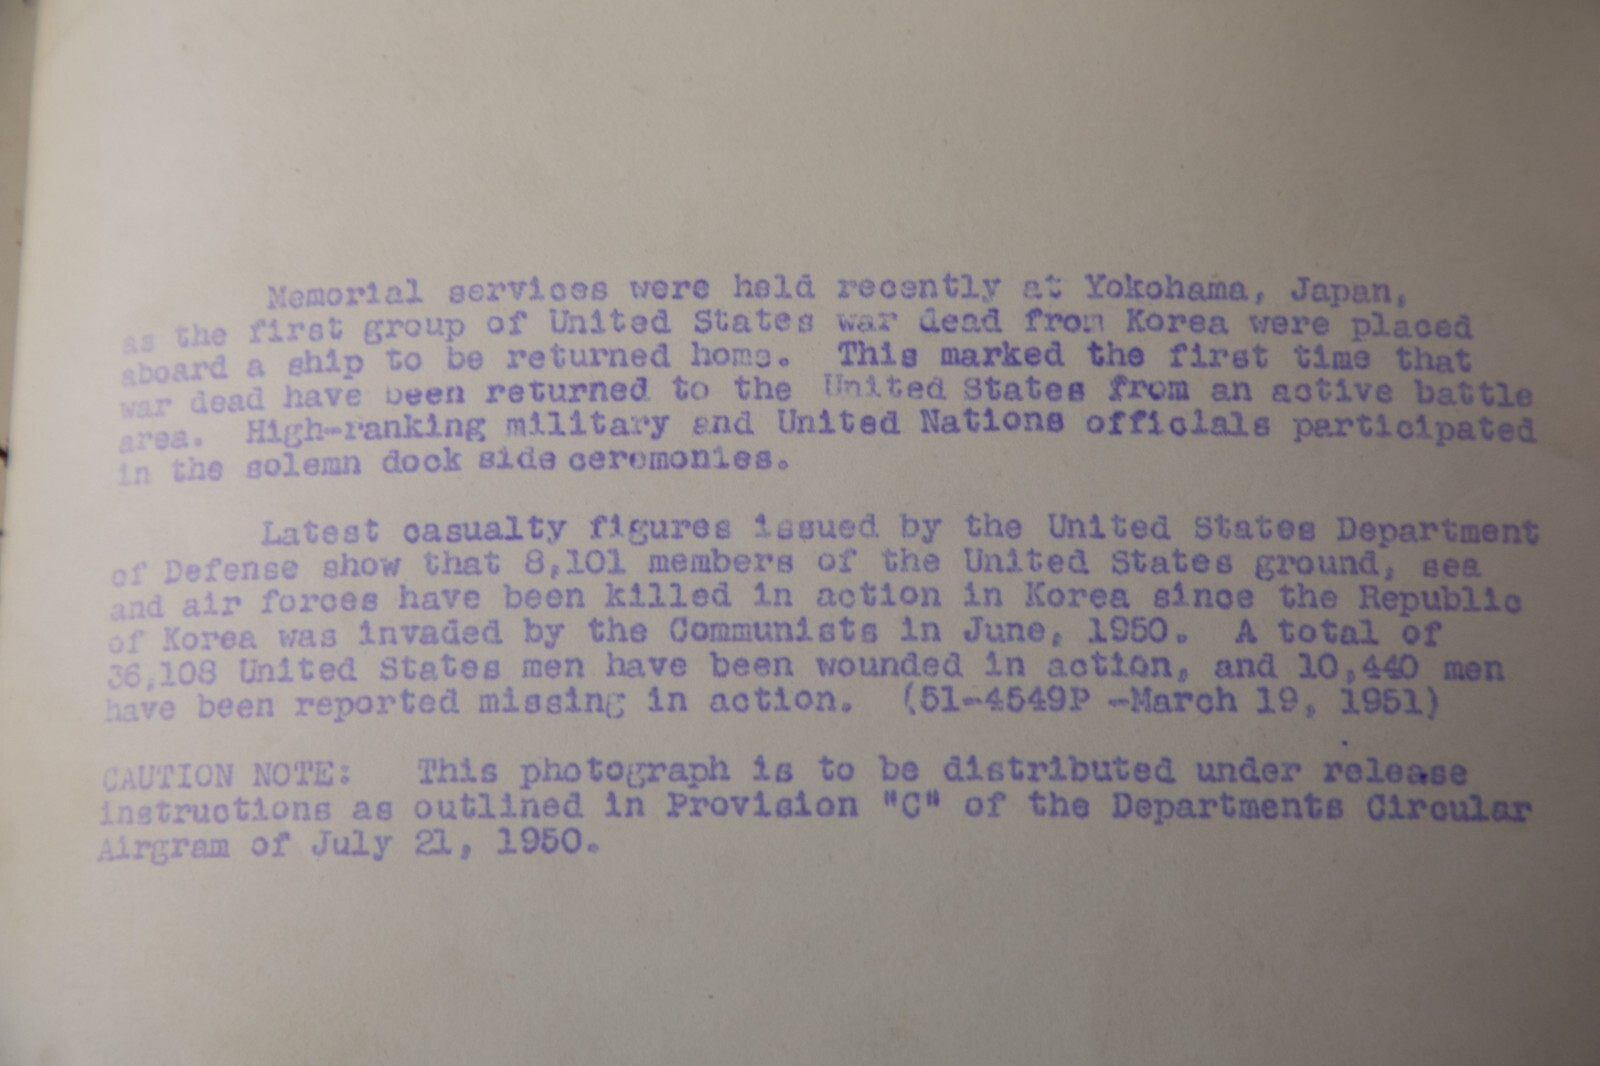 Memorial services were held recently at Yokohama, Japan,
as the first group of United States war dead from Korea were placed
aboard a ship to be returned home. This marked the first time that
war dead have been returned to the United States from an active battle
area. High-ranking military and United Nations officials participated
in the solemn dock side ceremonies.
Latest casualty figures issued by the United States Department
of Defense show that 8,101 members of the United States ground, sea
and air forces have been killed in action in Korea since the Republic
of Korea was invaded by the Communists in June, 1950. A total of
36,108 United States men have been wounded in action, and 10,440 men
have been reported missing in action. (51-4549P -March 19, 1951)
CAUTION NOTE: This photograph is to be distributed under release
instructions as outlined in Provision "C" of the Departments Circular
Airgram of July 21, 1950.